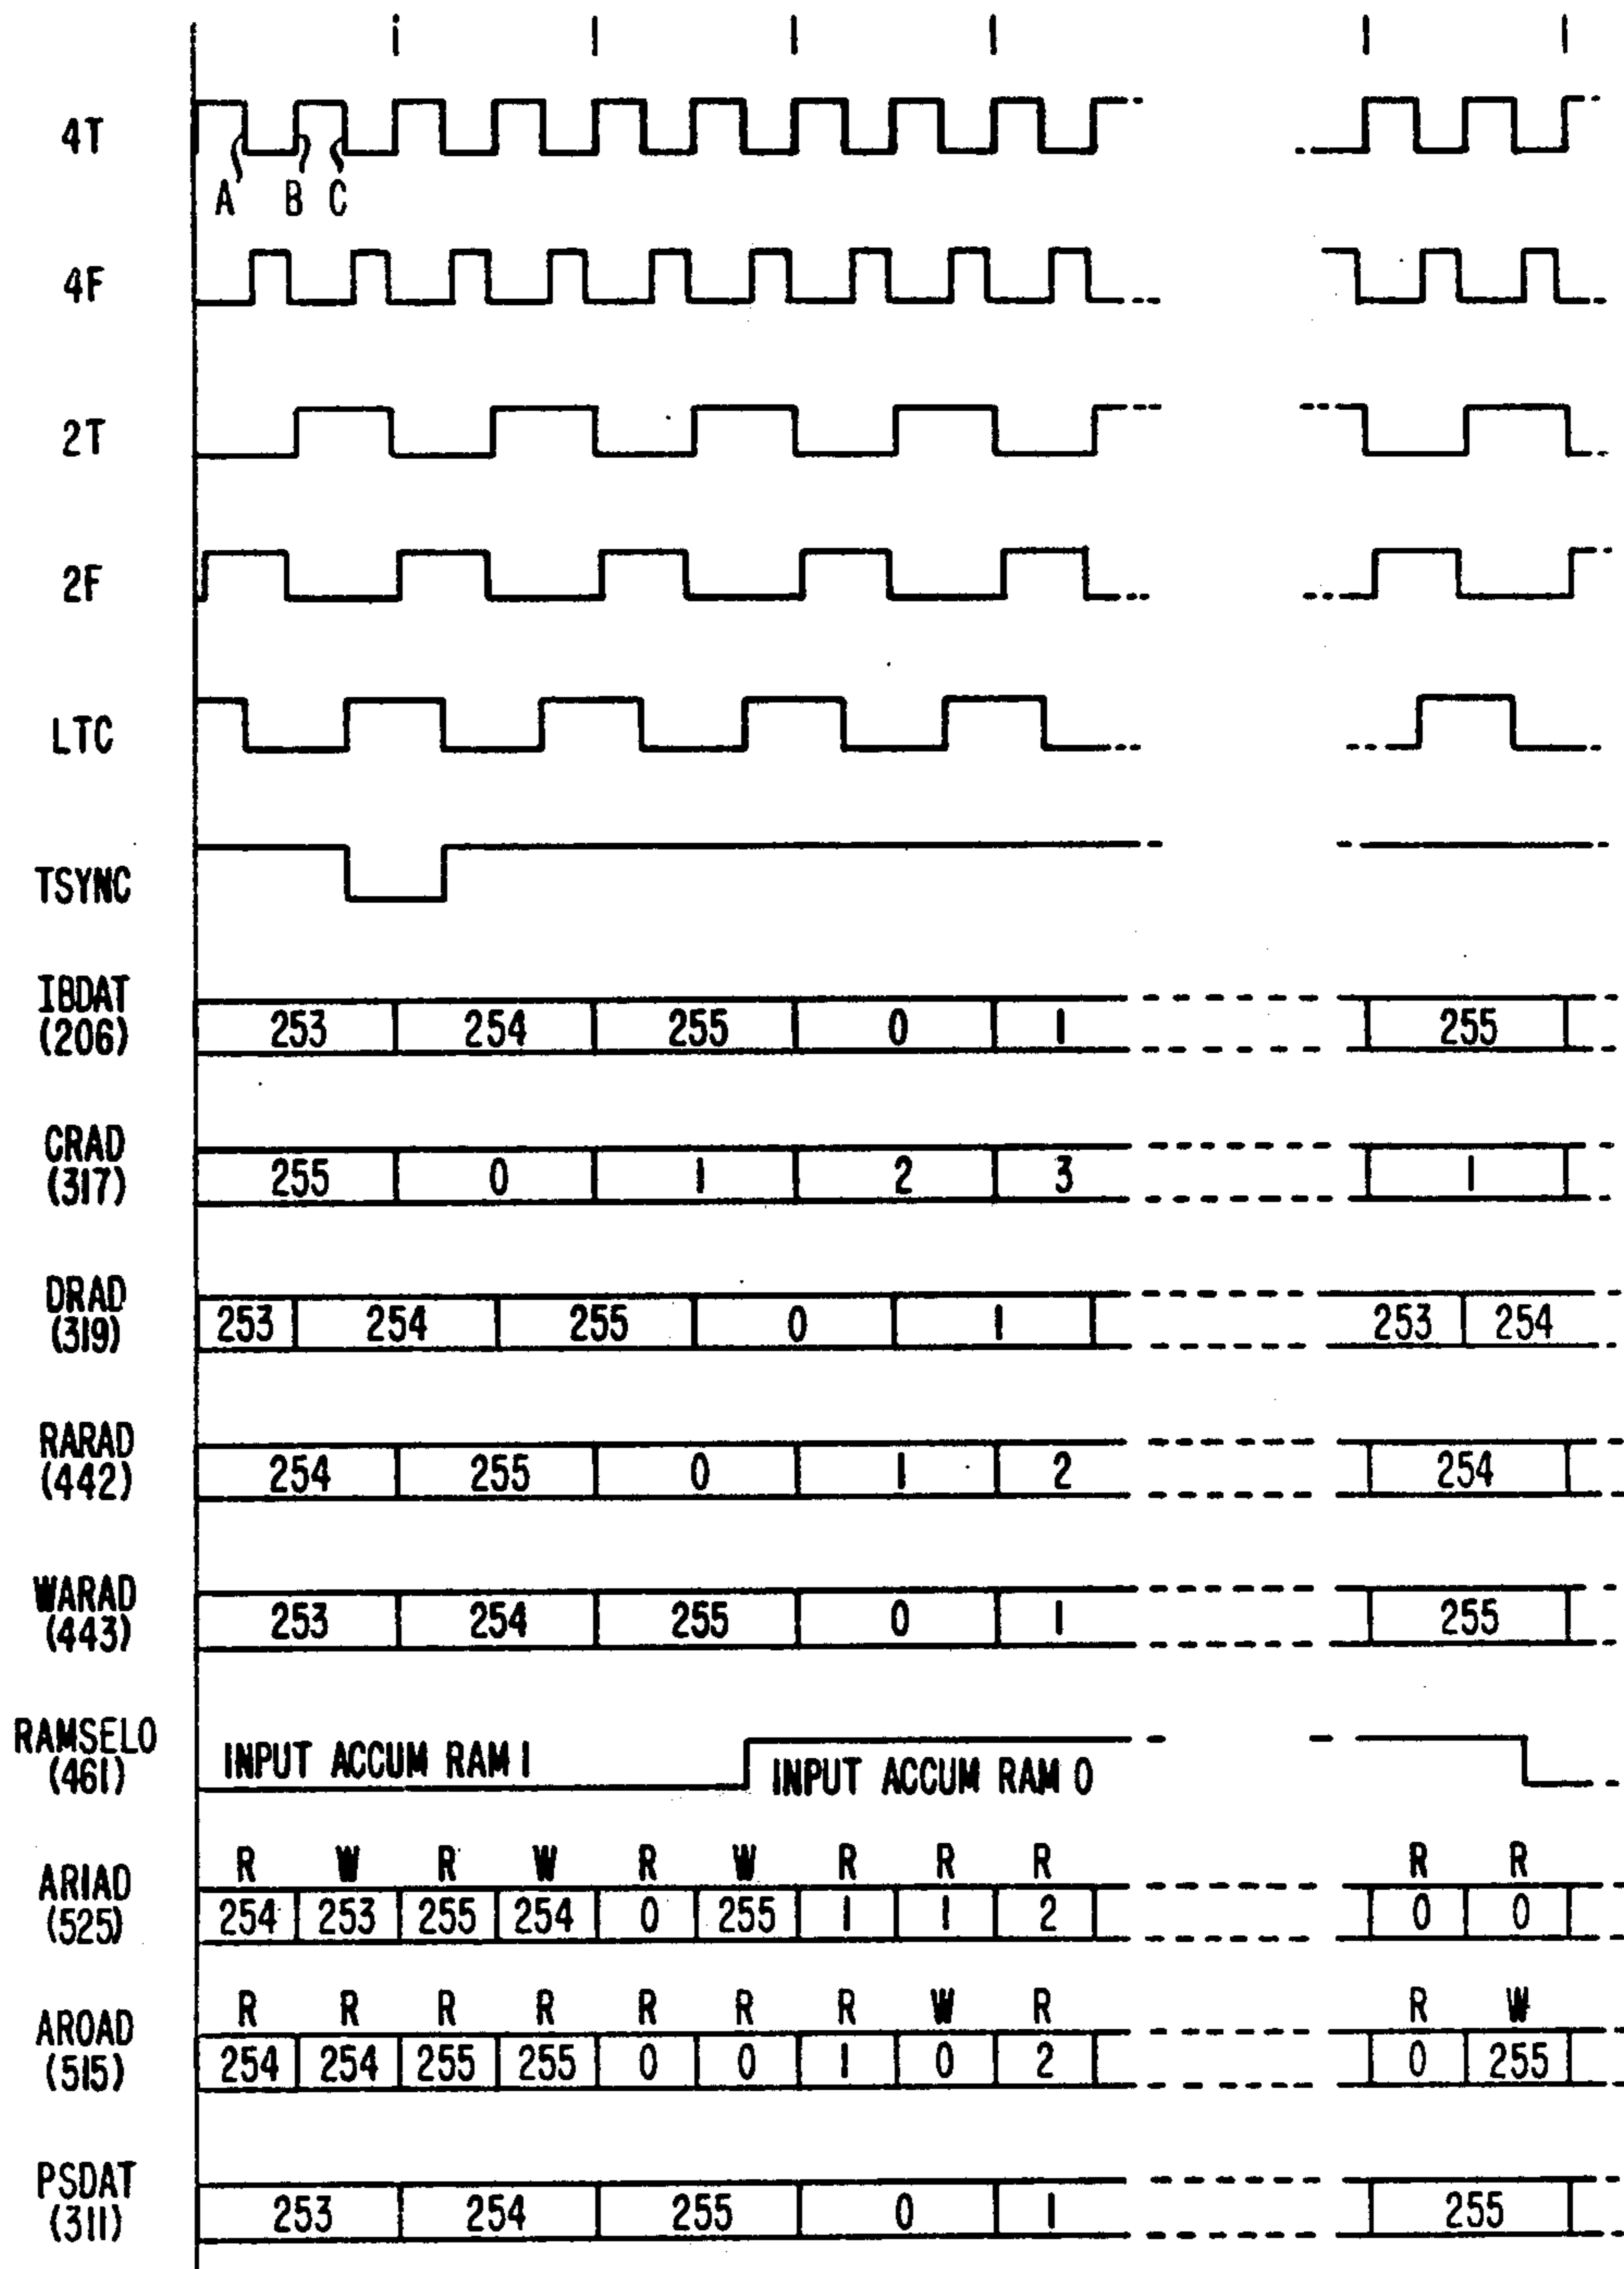 4T
A B C
4F
2T
2F
LTC
TSYNC
IBDAT
(206)
253 254 255 0 1 255
CRAD
(317)
255 0 1 2 3 1
DRAD
(319)
253 254 255 0 1 253 254
RARAD
(442)
254 255 0 1 2 254
WARAD
(443)
253 254 255 0 1 255
RAMSEL0
(461)
INPUT ACCUM RAM 1 INPUT ACCUM RAM 0
R W R W R W R R R R R
AR1AD
(525)
254 253 255 254 0 255 1 1 2 0 0
R R R R R R R W R R W
AR0AD
(515)
254 254 255 255 0 0 1 0 2 0 255
PSDAT
(311)
253 254 255 0 1 255